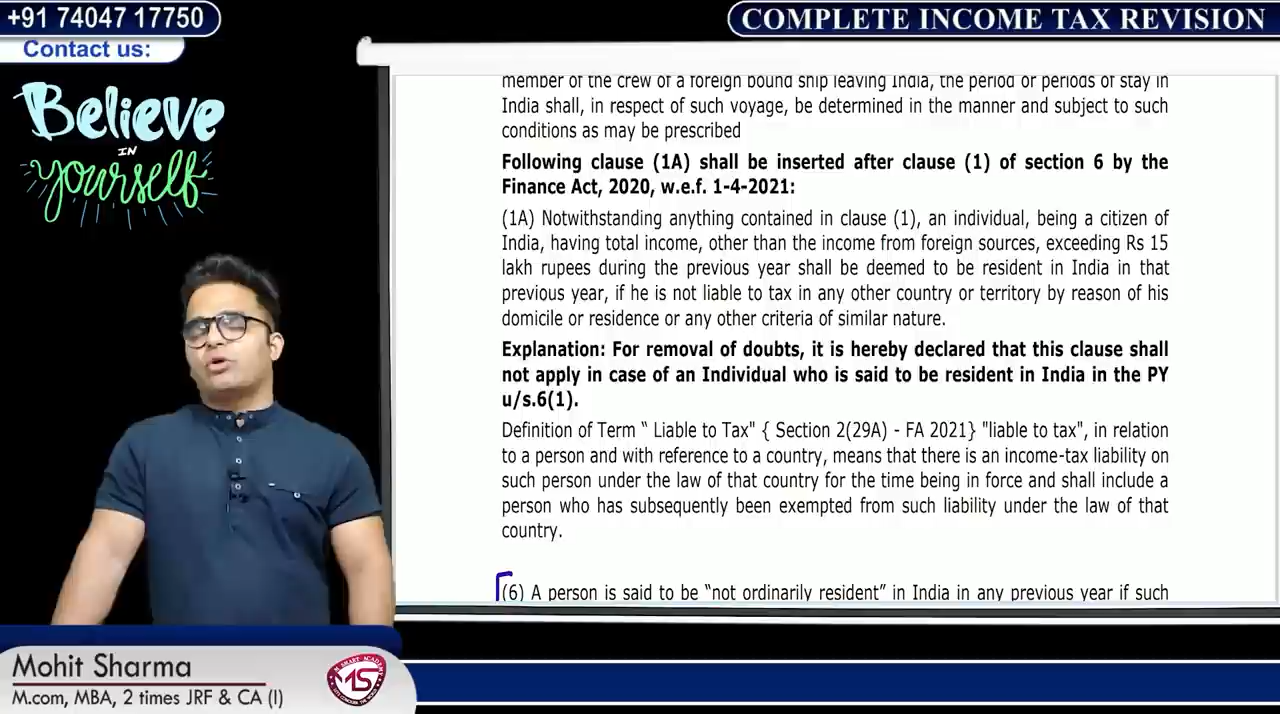 +91 74047 17750
Contact us:
COMPLETE INCOME TAX REVISION
Believe
IN
yourself
member of the crew of a foreign bound ship leaving India, the period or periods of stay in
India shall, in respect of such voyage, be determined in the manner and subject to such
conditions as may be prescribed
Following clause (1A) shall be inserted after clause (1) of section 6 by the
Finance Act, 2020, w.e.f. 1-4-2021:
(1A) Notwithstanding anything contained in clause (1), an individual, being a citizen of
India, having total income, other than the income from foreign sources, exceeding Rs 15
lakh rupees during the previous year shall be deemed to be resident in India in that
previous year, if he is not liable to tax in any other country or territory by reason of his
domicile or residence or any other criteria of similar nature.
Explanation: For removal of doubts, it is hereby declared that this clause shall
not apply in case of an Individual who is said to be resident in India in the PY
u/s.6(1).
Definition of Term “ Liable to Tax" { Section 2(29A) - FA 2021} "liable to tax", in relation
to a person and with reference to a country, means that there is an income-tax liability on
such person under the law of that country for the time being in force and shall include a
person who has subsequently been exempted from such liability under the law of that
country.
(6) A person is said to be “not ordinarily resident” in India in any previous year if such
Mohit Sharma
M.com, MBA, 2 times JRF & CA (I)
MS